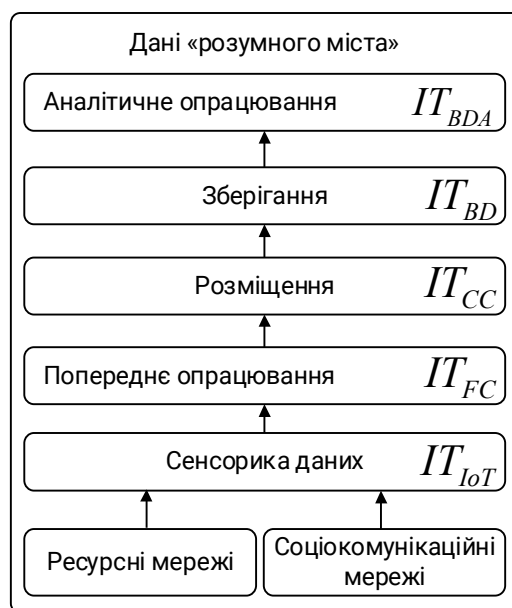 Дані «розумного міста»
Аналітичне опрацювання IT_BDA
Зберігання IT_BD
Розміщення IT_CC
Попереднє опрацювання IT_FC
Сенсорика даних IT_IoT
Ресурсні мережі
Соціокомунікаційні
мережі